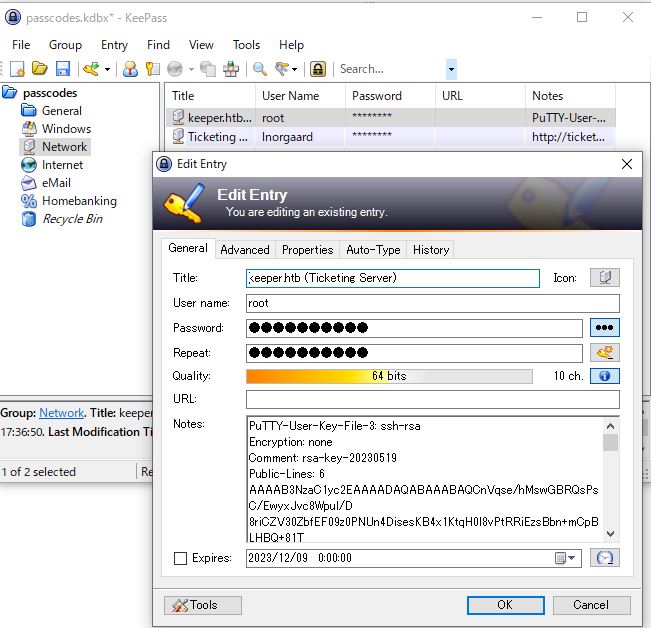 passcodes.kdbx* - KeePass
File Group Entry Find View Tools Help
Search...
passcodes
General
Windows
Network
Internet
eMail
Homebanking
Recycle Bin
Title User Name Password URL Notes
keeper.htb... root ******** PuTTY-User-...
Ticketing ... Inorgaard ******** http://ticket...
Group: Network. Title: keeper
17:36:50. Last Modification Ti
1 of 2 selected Re
Edit Entry
Edit Entry
You are editing an existing entry.
General Advanced Properties Auto-Type History
Title: keeper.htb (Ticketing Server) Icon:
User name: root
Password: ●●●●●●●●●●
Repeat: ●●●●●●●●●●
Quality: 64 bits 10 ch.
URL:
Notes: PuTTY-User-Key-File-3: ssh-rsa
Encryption: none
Comment: rsa-key-20230519
Public-Lines: 6
AAAAB3NzaC1yc2EAAAADAQABAAABAQCnVqse/hMswGBRQsPs
C/EwyxJvc8Wpul/D
8riCZV30ZbfEF09z0PNUn4DisesKB4x1KtqH0l8vPtRRiEzsBbn+mCpB
LHBQ+81T
Expires: 2023/12/09 0:00:00
Tools OK Cancel